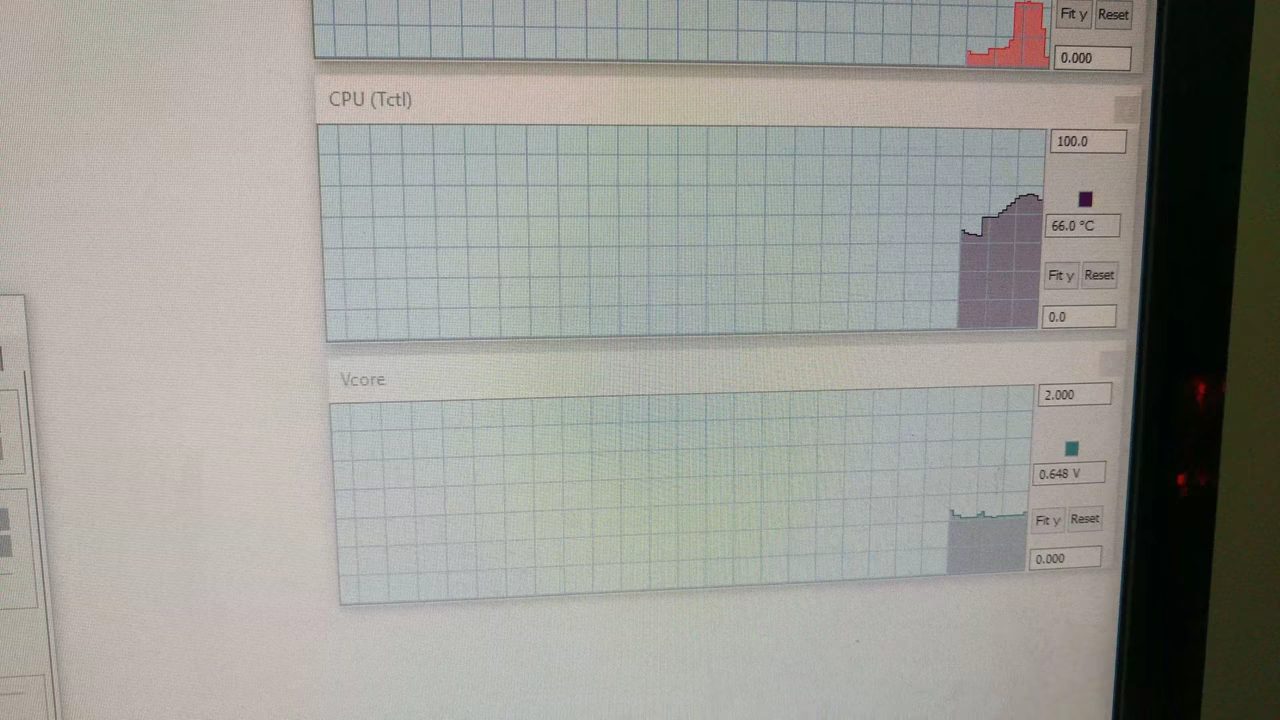 Fit y Reset
0.000
CPU (Tctl)
100.0
66.0 °C
Fit y Reset
0.0
Vcore
2.000
0.648 V
Fit y Reset
0.000